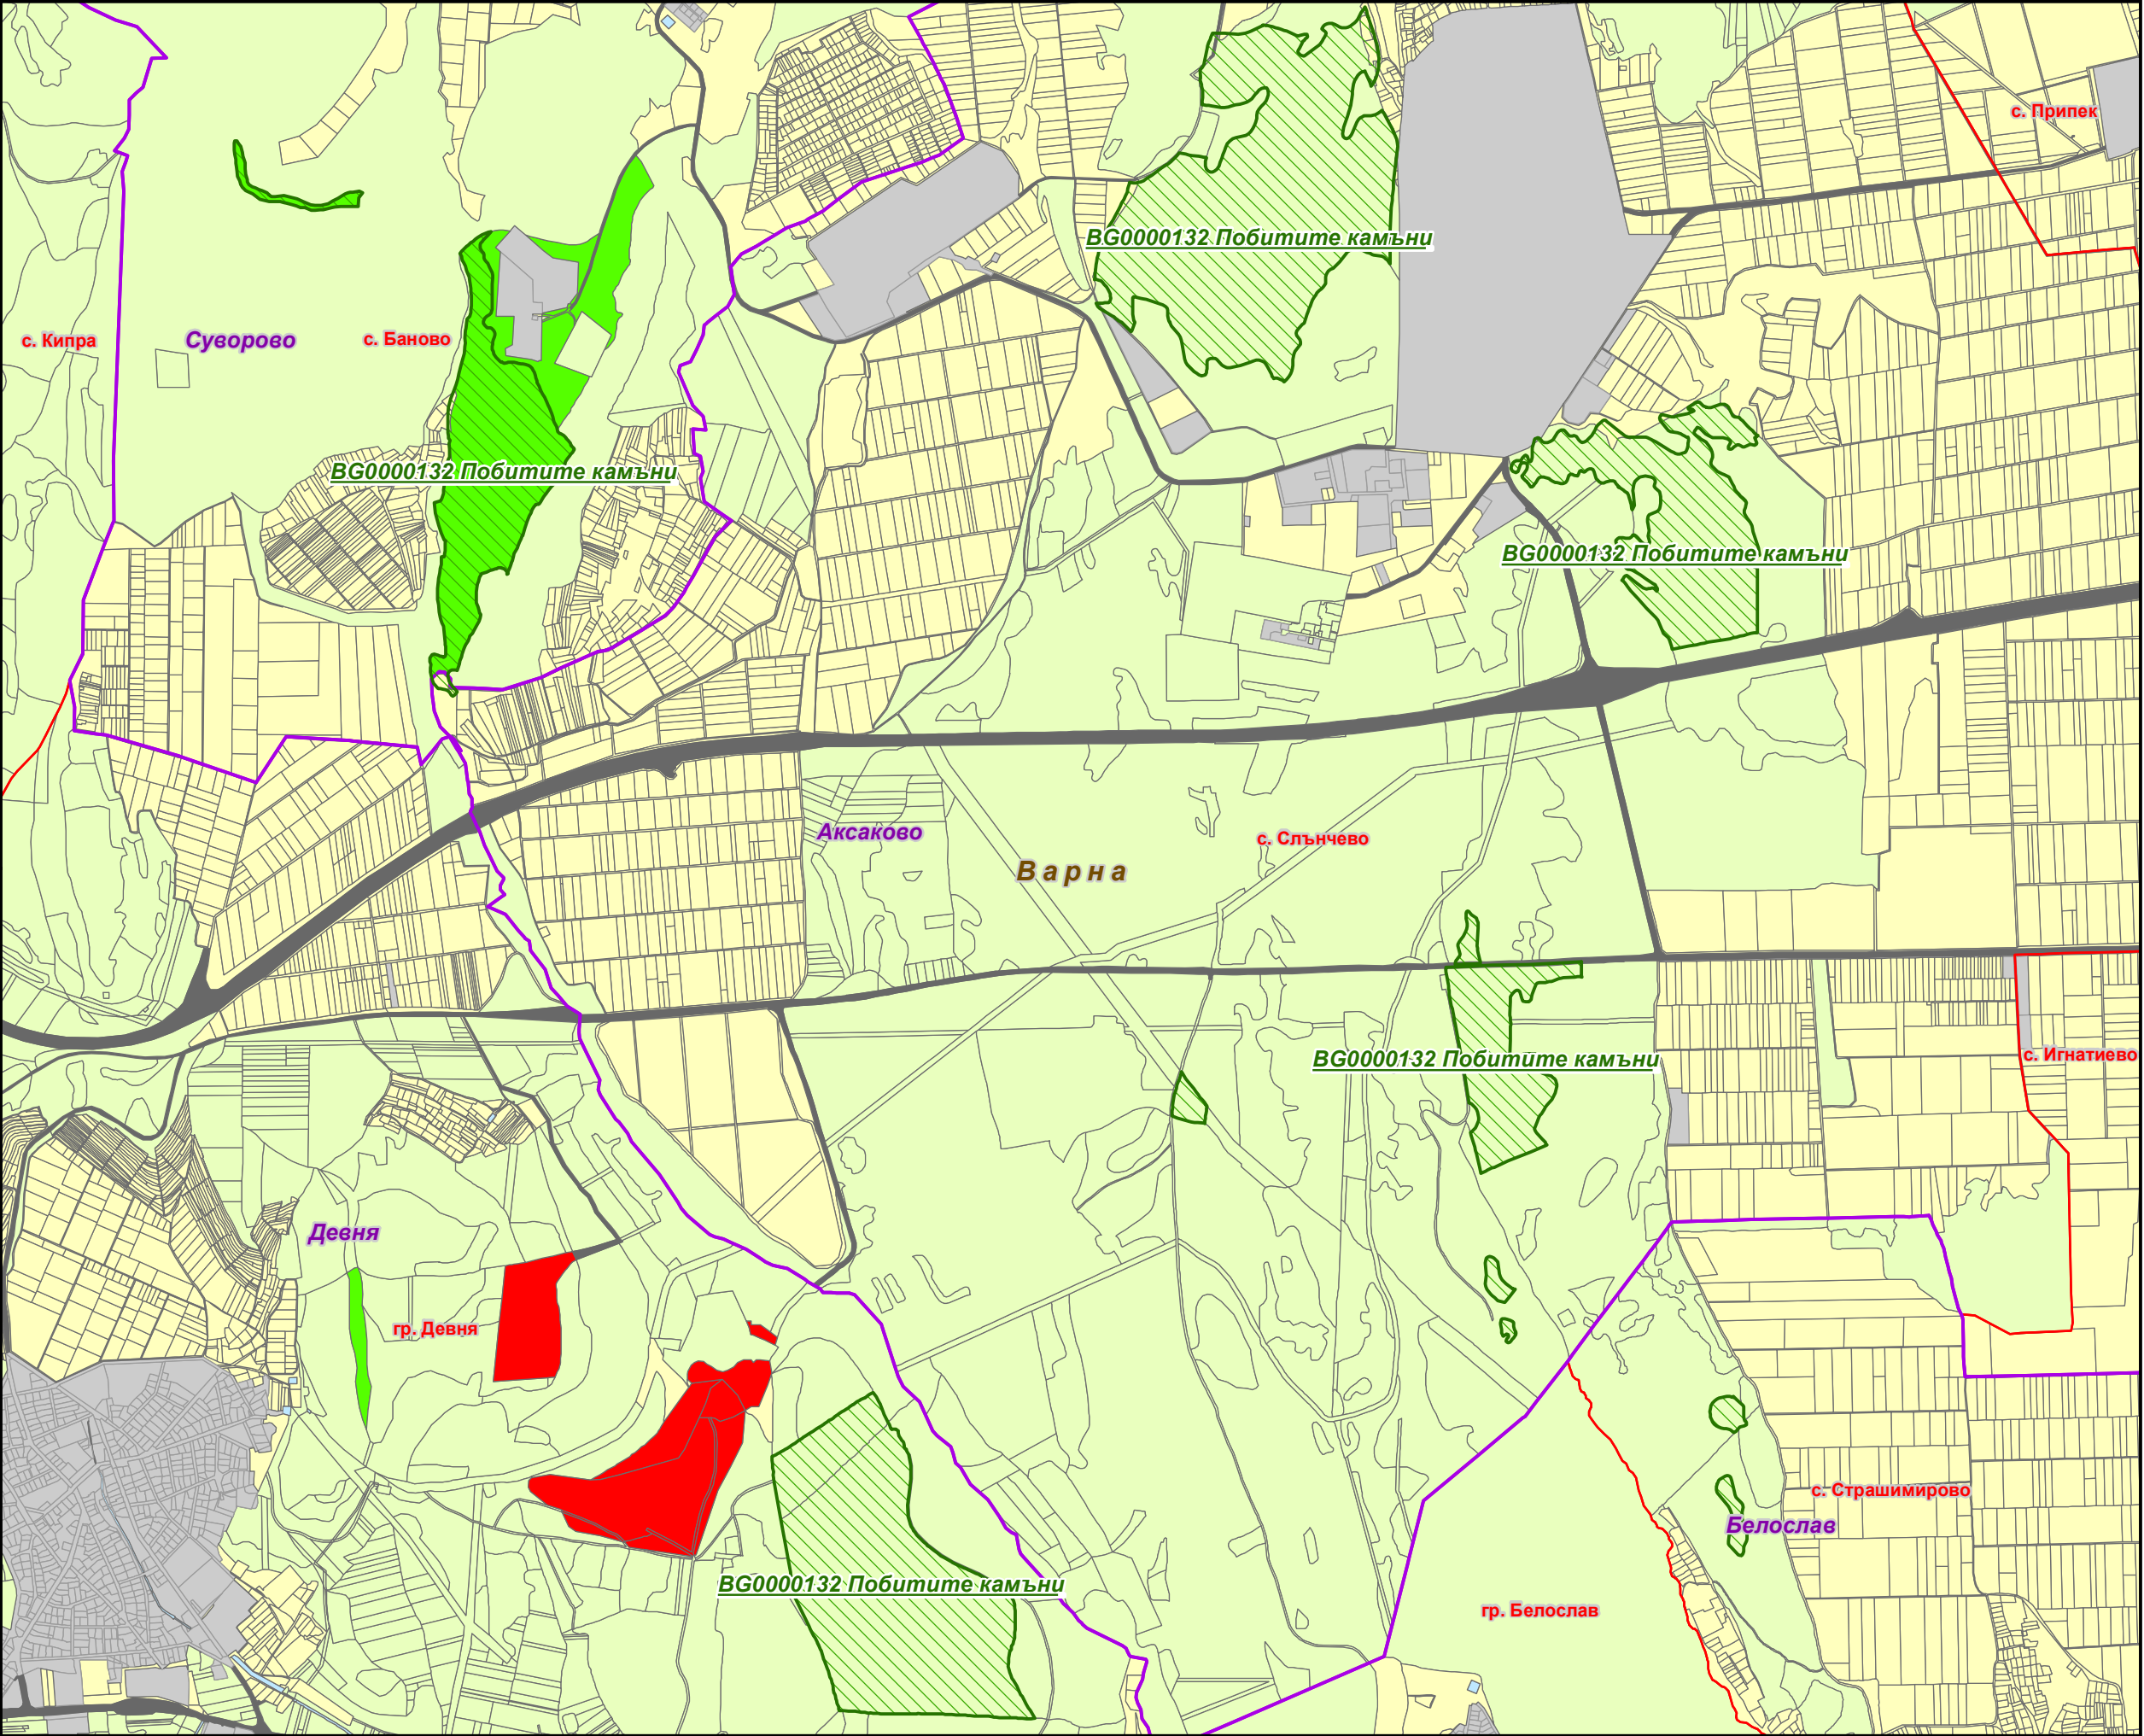 с. Припек
BG0000132 Побитите камъни
с. Кипра
Суворово
с. Баново
BG0000132 Побитите камъни
BG0000132 Побитите камъни
Аксаково
с. Слънчево
Варна
с. Игнатиево
BG0000132 Побитите камъни
Девня
гр. Девня
с. Страшимирово
Белослав
BG0000132 Побитите камъни
гр. Белослав